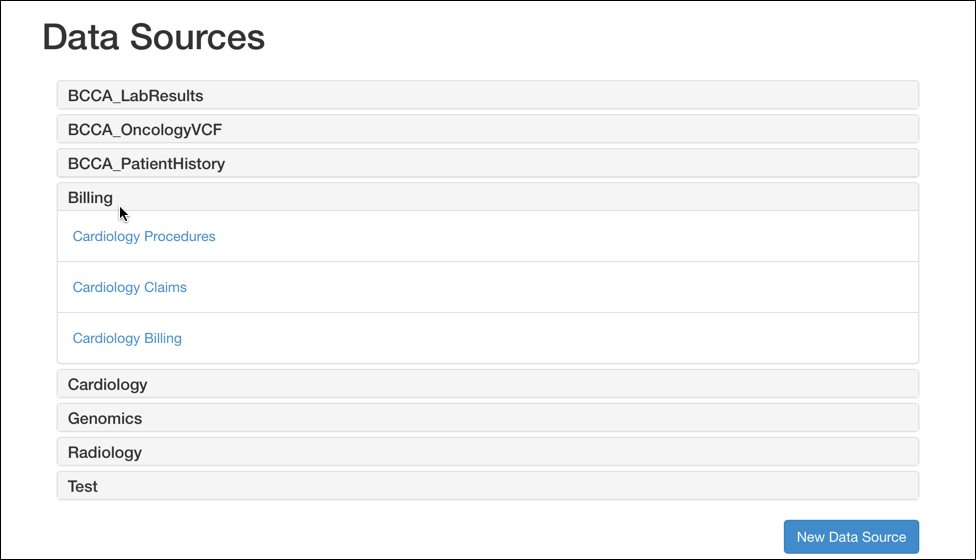 Data Sources
BCCA_LabResults
BCCA_OncologyVCF
BCCA_PatientHistory
Billing
Cardiology Procedures
Cardiology Claims
Cardiology Billing
Cardiology
Genomics
Radiology
Test
New Data Source